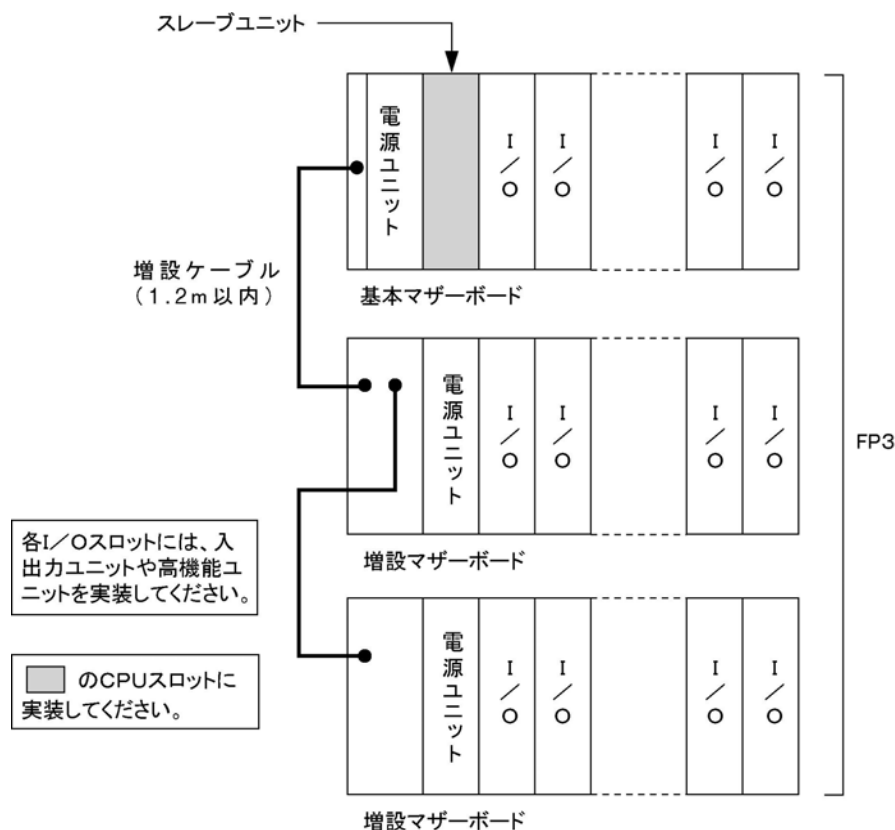 スレーブユニット
電源ユニット
I／O
I／O
I／O
I／O
増設ケーブル
（1.2m以内）
基本マザーボード
電源ユニット
I／O
I／O
I／O
I／O
FP3
各I／Oスロットには、入
出力ユニットや高機能ユ
ニットを実装してください。
増設マザーボード
電源ユニット
I／O
I／O
I／O
I／O
のCPUスロットに
実装してください。
増設マザーボード